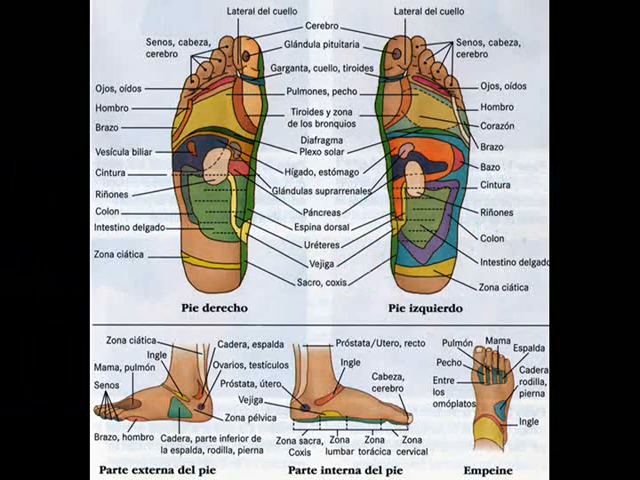 Lateral del cuello
Lateral del cuello
Cerebro
Senos, cabeza,
cerebro
Glándula pituitaria
Senos, cabeza,
cerebro
Garganta, cuello, tiroides
Ojos, oídos
Pulmones, pecho
Ojos, oídos
Hombro
Tiroides y zona
de los bronquios
Hombro
Brazo
Corazón
Diafragma
Plexo solar
Brazo
Vesícula biliar
Bazo
Cintura
Hígado, estómago
Cintura
Riñones
Glándulas suprarrenales
Colon
Páncreas
Riñones
Intestino delgado
Espina dorsal
Colon
Uréteres
Zona ciática
Vejiga
Intestino delgado
Sacro, coxis
Zona ciática
Pie derecho
Pie izquierdo
Zona ciática
Ingle
Mama, pulmón
Senos
Brazo, hombro
Cadera, parte inferior de
la espalda, rodilla, pierna
Cadera, espalda
Ovarios, testículos
Próstata, útero
Vejiga
Zona pélvica
Próstata/Utero, recto
Ingle
Cabeza,
cerebro
Zona sacra,
Coxis
Zona
lumbar
Zona
torácica
Zona
cervical
Pulmón
Mama
Espalda
Pecho
Cadera
rodilla,
pierna
Entre
los
omóplatos
Ingle
Parte externa del pie
Parte interna del pie
Empeine